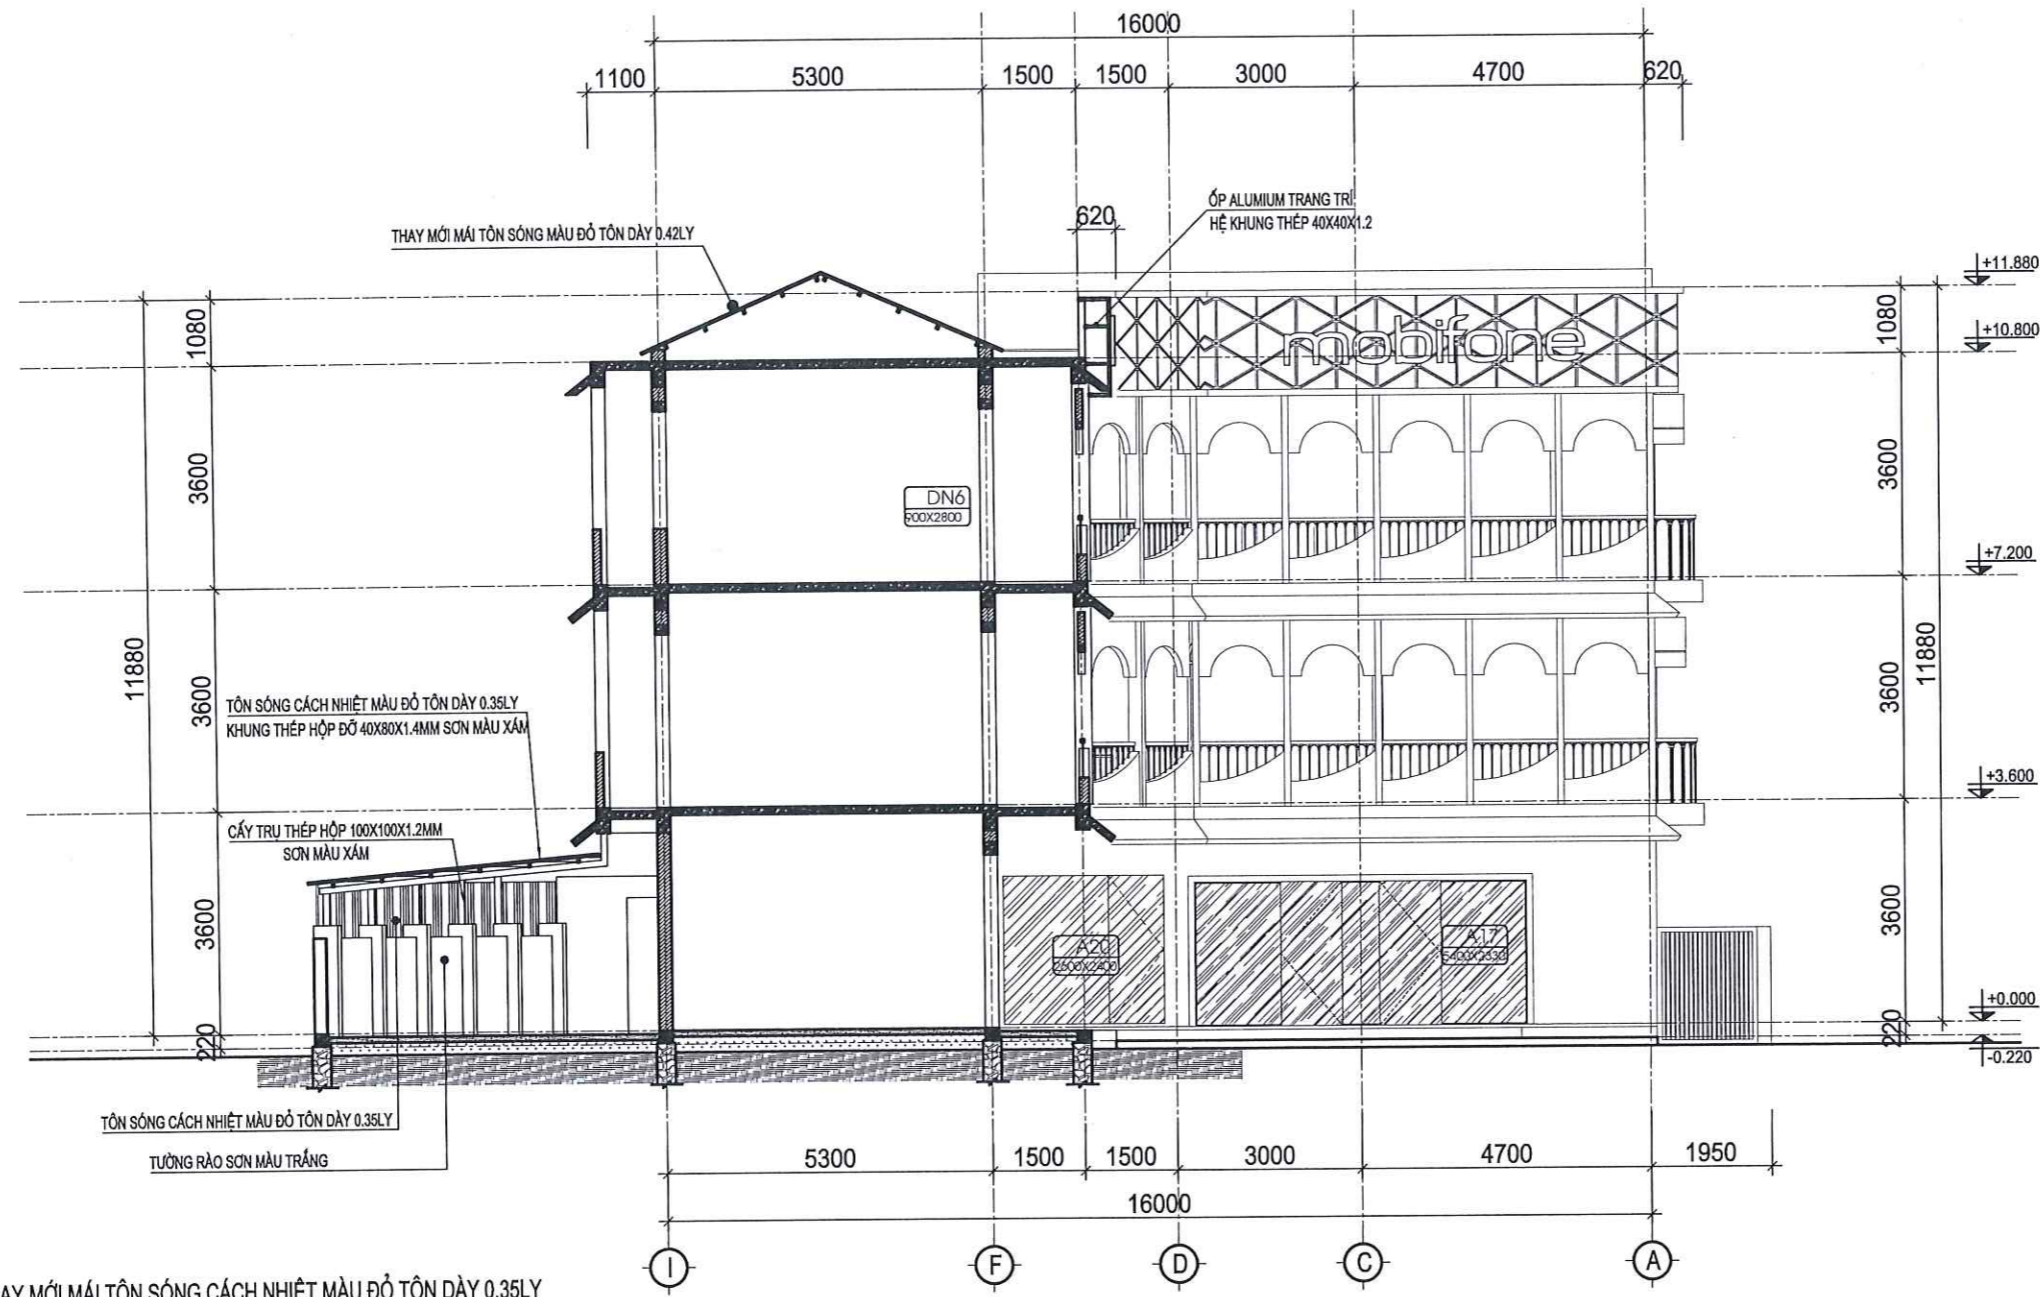 16000
1100 5300 1500 1500 3000 4700 620
THAY MỚI MÁI TÔN SÓNG MÀU ĐỎ TÔN DÀY 0.42LY
620
ỐP ALUMIUM TRANG TRÍ
HỆ KHUNG THÉP 40X40X1.2
+11.880
1080
mobifone
1080
+10.800
3600
DN6
900X2800
3600
+7.200
11880
3600
TÔN SÓNG CÁCH NHIỆT MÀU ĐỎ TÔN DÀY 0.35LY
KHUNG THÉP HỘP ĐỠ 40X80X1.4MM SƠN MÀU XÁM
3600
11880
+3.600
CẤY TRỤ THÉP HỘP 100X100X1.2MM
SƠN MÀU XÁM
3600
A20
2600X2400
A17
5400X2330
3600
+0.000
220
220
-0.220
TÔN SÓNG CÁCH NHIỆT MÀU ĐỎ TÔN DÀY 0.35LY
TƯỜNG RÀO SƠN MÀU TRẮNG
5300 1500 1500 3000 4700 1950
16000
I F D C A
AY MỚI MÁI TÔN SÓNG CÁCH NHIỆT MÀU ĐỎ TÔN DÀY 0.35LY